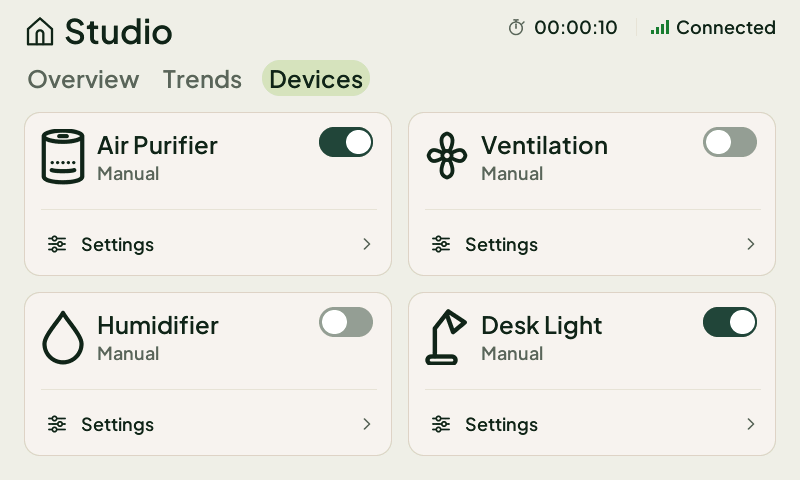 Studio
00:00:10
Connected
Overview Trends Devices
Air Purifier
Manual
Settings
Ventilation
Manual
Settings
Humidifier
Manual
Settings
Desk Light
Manual
Settings